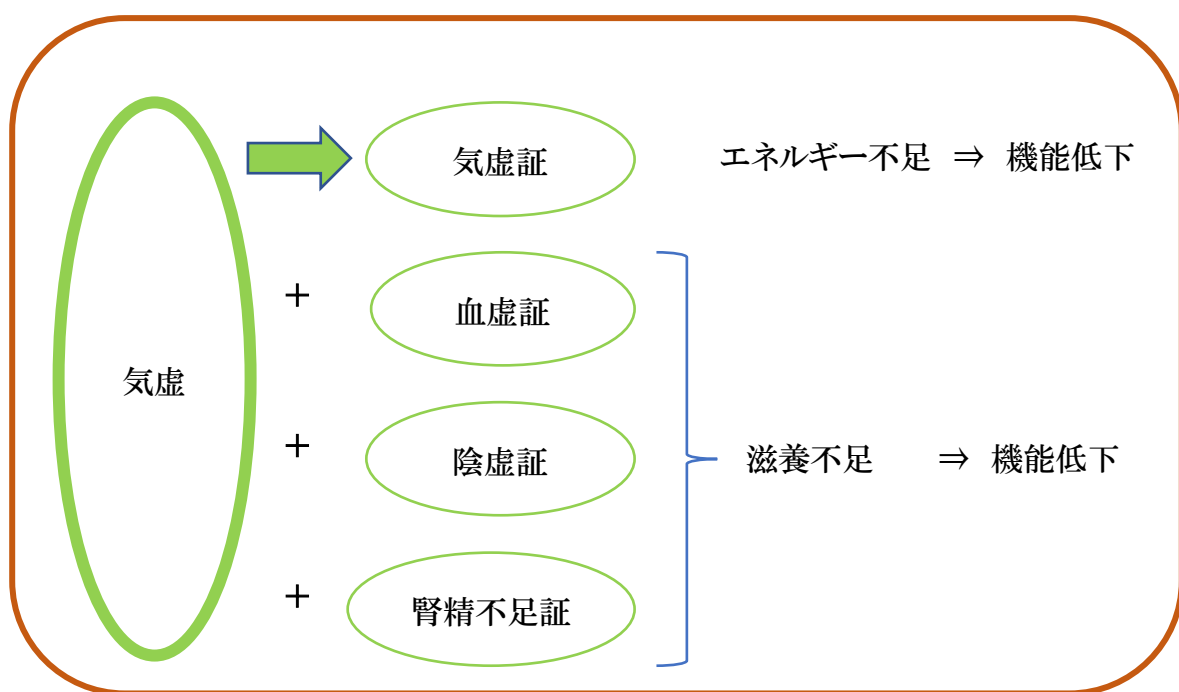 気虚証 エネルギー不足 ⇒ 機能低下
+ 血虚証
気虚
+ 陰虚証 滋養不足 ⇒ 機能低下
+ 腎精不足証